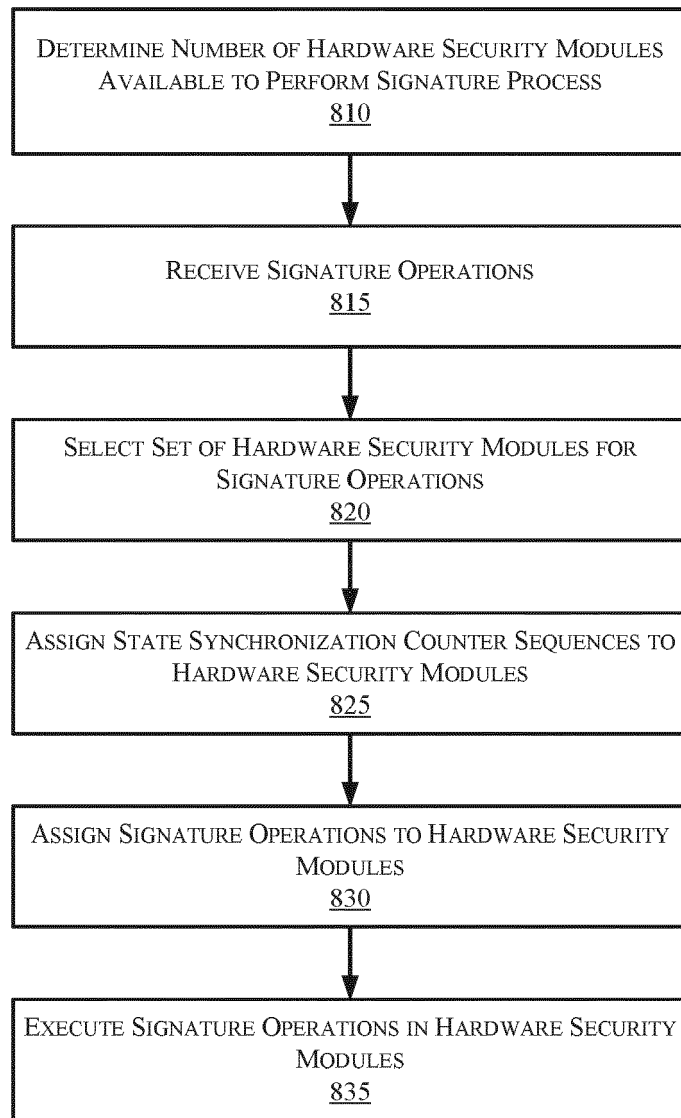 DETERMINE NUMBER OF HARDWARE SECURITY MODULES
AVAILABLE TO PERFORM SIGNATURE PROCESS
810
RECEIVE SIGNATURE OPERATIONS
815
SELECT SET OF HARDWARE SECURITY MODULES FOR
SIGNATURE OPERATIONS
820
ASSIGN STATE SYNCHRONIZATION COUNTER SEQUENCES TO
HARDWARE SECURITY MODULES
825
ASSIGN SIGNATURE OPERATIONS TO HARDWARE SECURITY
MODULES
830
EXECUTE SIGNATURE OPERATIONS IN HARDWARE SECURITY
MODULES
835